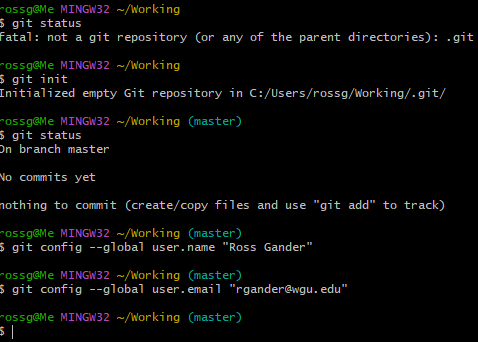 rossg@Me MINGW32 ~/Working
$ git status
fatal: not a git repository (or any of the parent directories): .git
rossg@Me MINGW32 ~/Working
$ git init
Initialized empty Git repository in C:/Users/rossg/Working/.git/
rossg@Me MINGW32 ~/Working (master)
$ git status
On branch master
No commits yet
nothing to commit (create/copy files and use "git add" to track)
rossg@Me MINGW32 ~/Working (master)
$ git config --global user.name "Ross Gander"
rossg@Me MINGW32 ~/Working (master)
$ git config --global user.email "rgander@wgu.edu"
rossg@Me MINGW32 ~/Working (master)
$